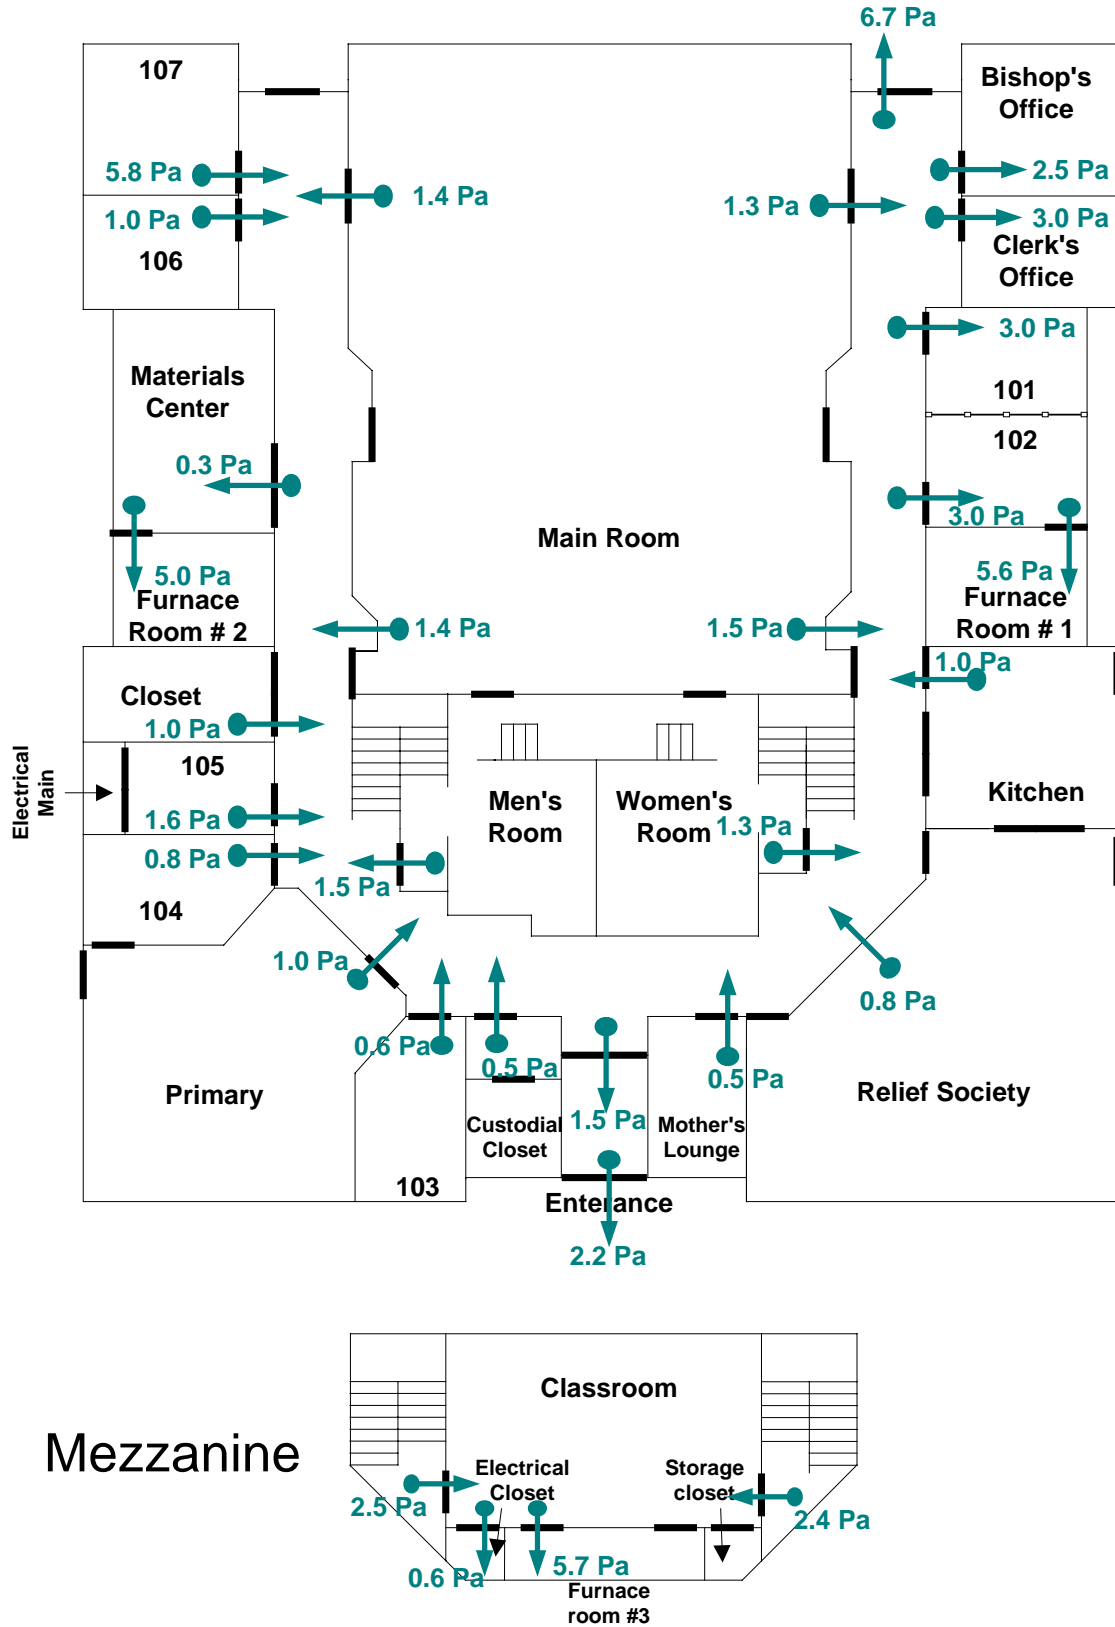 6.7 Pa
107
Bishop's
Office
5.8 Pa
1.4 Pa
1.3 Pa
2.5 Pa
1.0 Pa
3.0 Pa
106
Clerk's
Office
3.0 Pa
Materials
Center
101
102
0.3 Pa
3.0 Pa
Main Room
5.0 Pa
5.6 Pa
Furnace
Room # 2
Furnace
Room # 1
1.4 Pa
1.5 Pa
1.0 Pa
Closet
1.0 Pa
Electrical
Main
105
Men's
Room
Women's
Room
Kitchen
1.6 Pa
1.3 Pa
0.8 Pa
1.5 Pa
104
1.0 Pa
0.8 Pa
0.6 Pa
0.5 Pa
0.5 Pa
Primary
Relief Society
Custodial
Closet
1.5 Pa
Mother's
Lounge
103
Enterance
2.2 Pa
Classroom
Mezzanine
Electrical
Closet
Storage
closet
2.5 Pa
2.4 Pa
0.6 Pa
5.7 Pa
Furnace
room #3